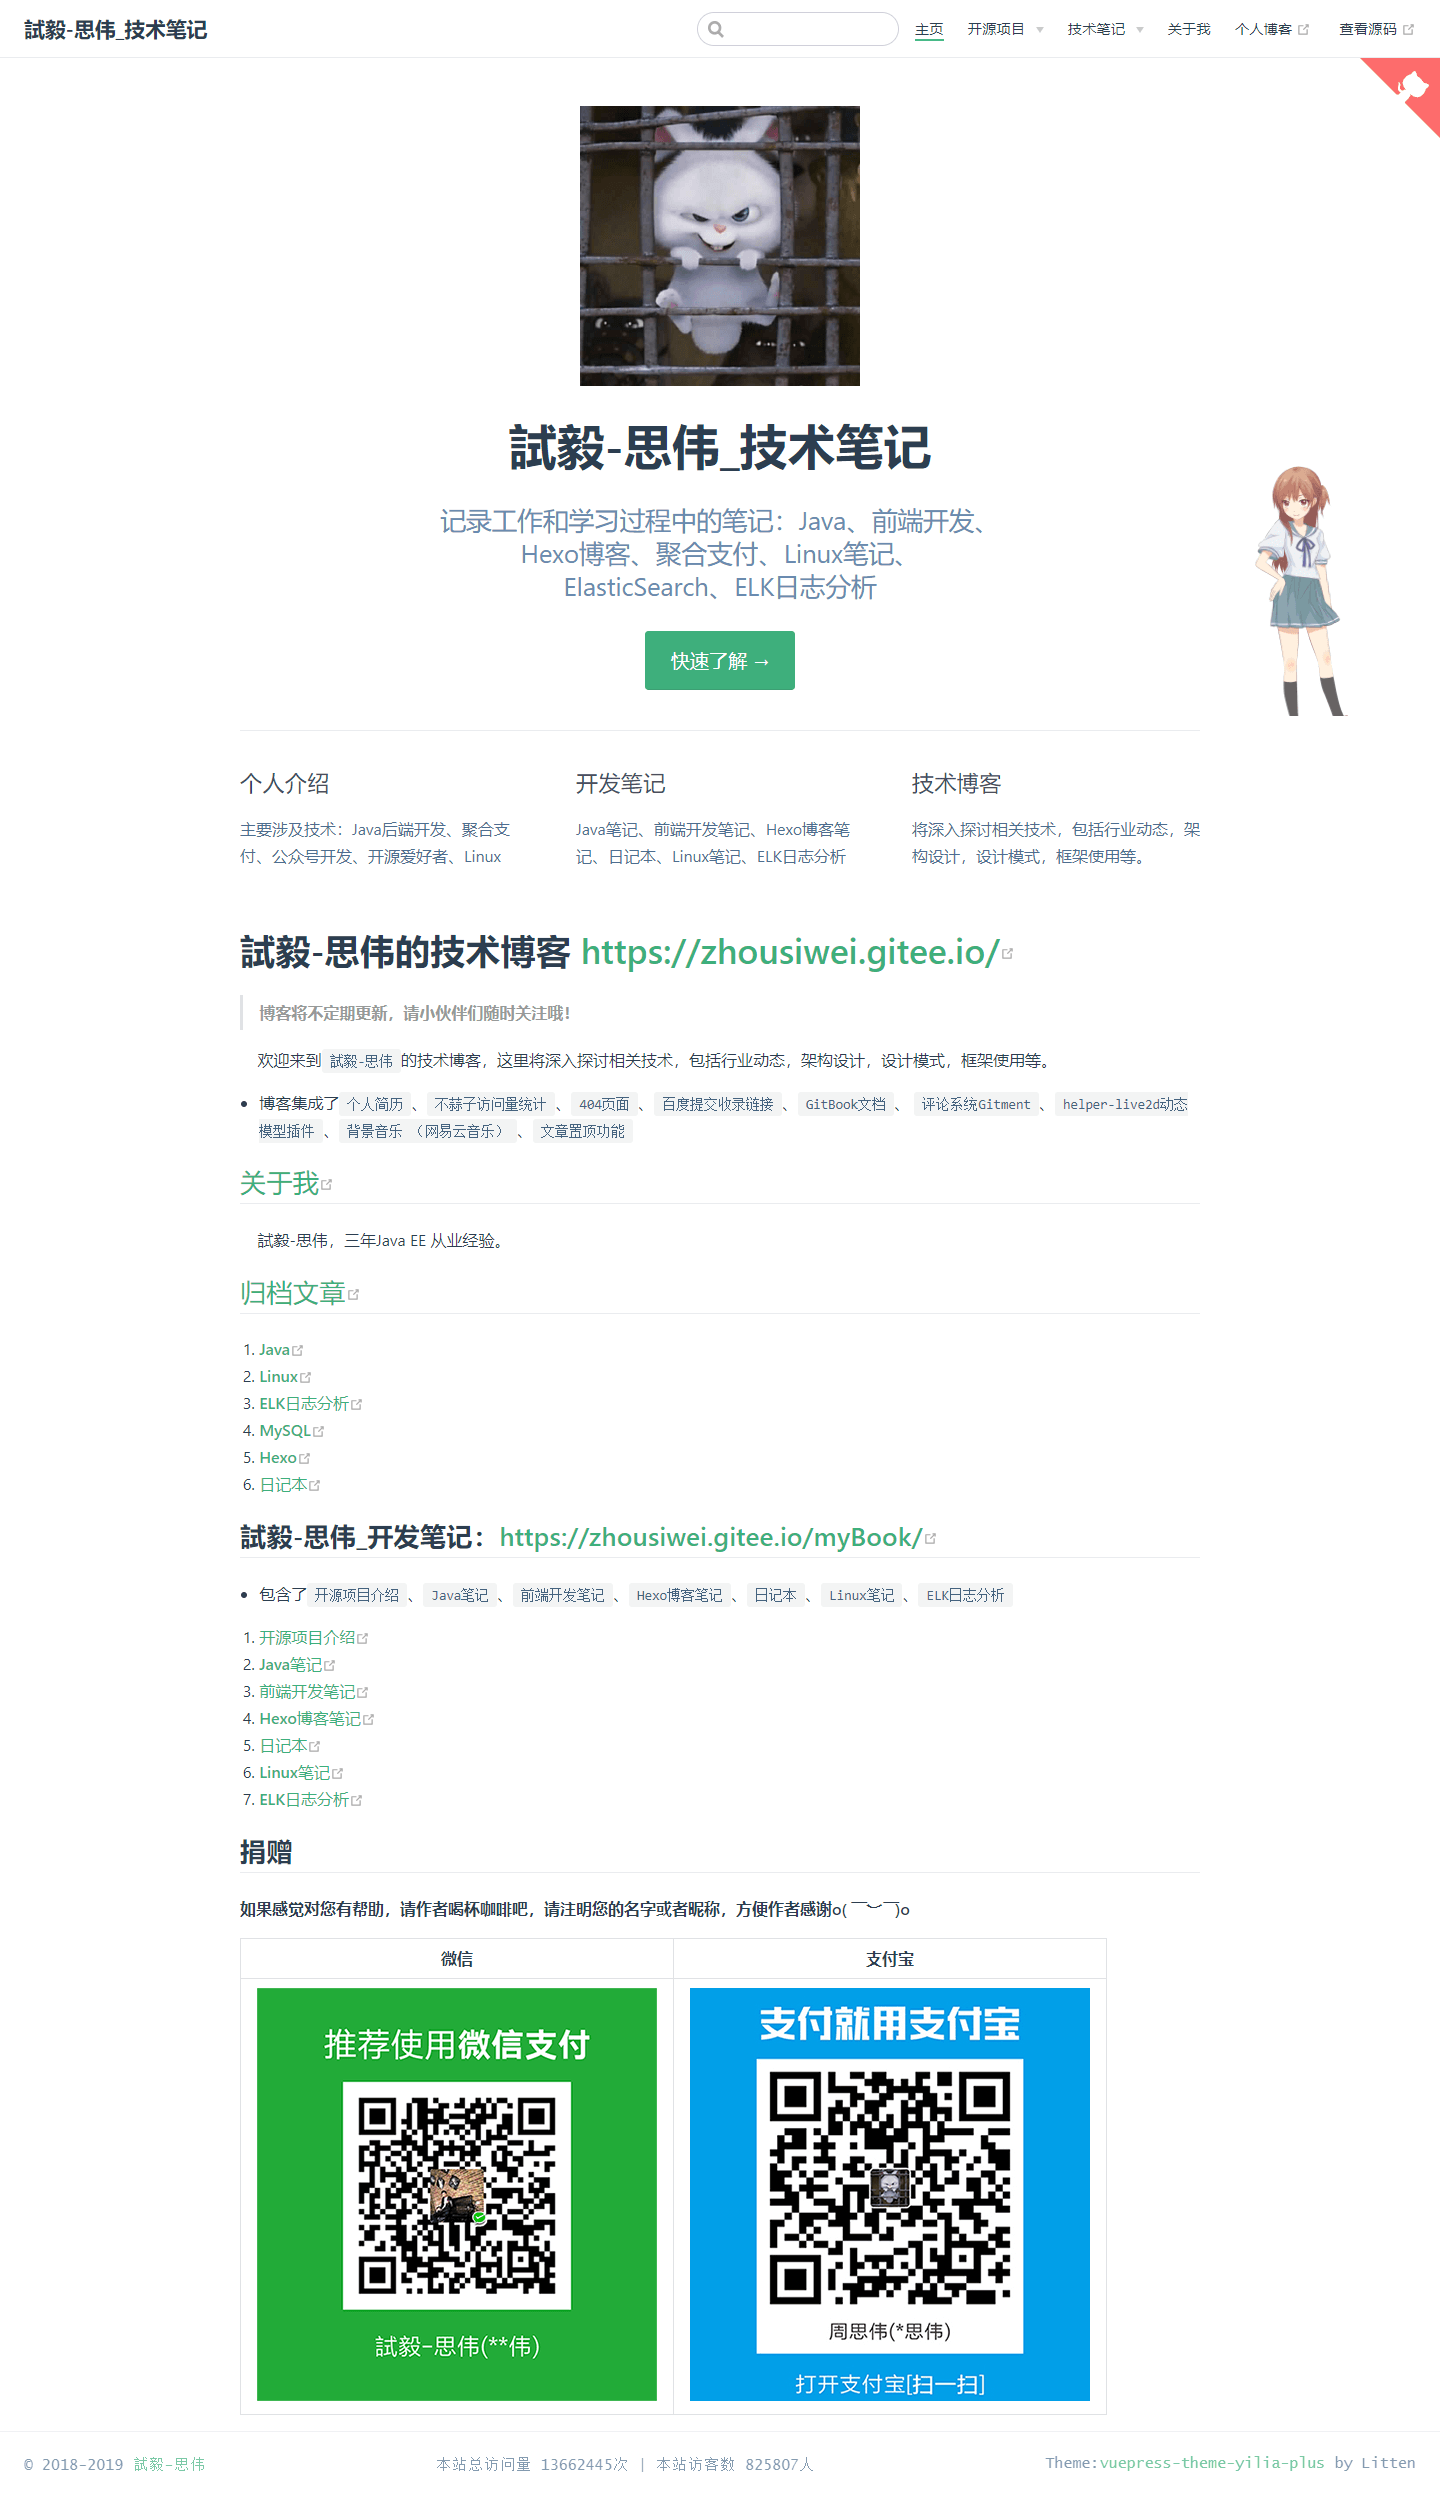 試毅-思伟_技术笔记
主页 开源项目 技术笔记 关于我 个人博客 查看源码
試毅-思伟_技术笔记
记录工作和学习过程中的笔记：Java、前端开发、
Hexo博客、聚合支付、Linux笔记、
ElasticSearch、ELK日志分析
快速了解 →
个人介绍
主要涉及技术：Java后端开发、聚合支
付、公众号开发、开源爱好者、Linux
开发笔记
Java笔记、前端开发笔记、Hexo博客笔
记、日记本、Linux笔记、ELK日志分析
技术博客
将深入探讨相关技术，包括行业动态，架
构设计，设计模式，框架使用等。
試毅-思伟的技术博客 https://zhousiwei.gitee.io/
博客将不定期更新，请小伙伴们随时关注哦！
欢迎来到 試毅-思伟 的技术博客，这里将深入探讨相关技术，包括行业动态，架构设计，设计模式，框架使用等。
• 博客集成了 个人简历 、 不蒜子访问量统计 、 404页面 、 百度提交收录链接 、 GitBook文档 、 评论系统Gitment 、 helper-live2d动态
模型插件 、 背景音乐 （网易云音乐） 、 文章置顶功能
关于我
試毅-思伟，三年Java EE 从业经验。
归档文章
1. Java
2. Linux
3. ELK日志分析
4. MySQL
5. Hexo
6. 日记本
試毅-思伟_开发笔记：https://zhousiwei.gitee.io/myBook/
• 包含了 开源项目介绍 、 Java笔记 、 前端开发笔记 、 Hexo博客笔记 、 日记本 、 Linux笔记 、 ELK日志分析
1. 开源项目介绍
2. Java笔记
3. 前端开发笔记
4. Hexo博客笔记
5. 日记本
6. Linux笔记
7. ELK日志分析
捐赠
如果感觉对您有帮助，请作者喝杯咖啡吧，请注明您的名字或者昵称，方便作者感谢o(￣︶￣)o
微信 支付宝
推荐使用微信支付
試毅-思伟(**伟)
支付就用支付宝
周思伟(*思伟)
打开支付宝[扫一扫]
© 2018-2019 試毅-思伟
本站总访问量 13662445次 | 本站访客数 825807人
Theme:vuepress-theme-yilia-plus by Litten